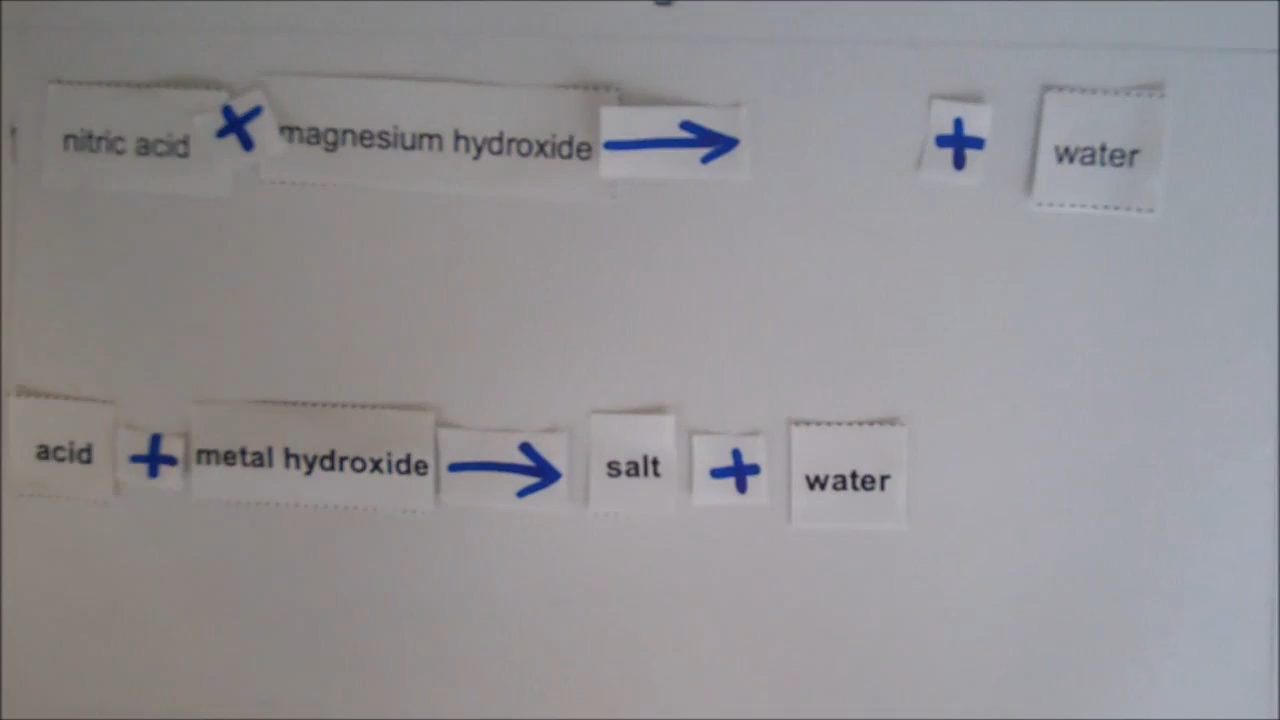 nitric acid + magnesium hydroxide → + water
acid + metal hydroxide → salt + water